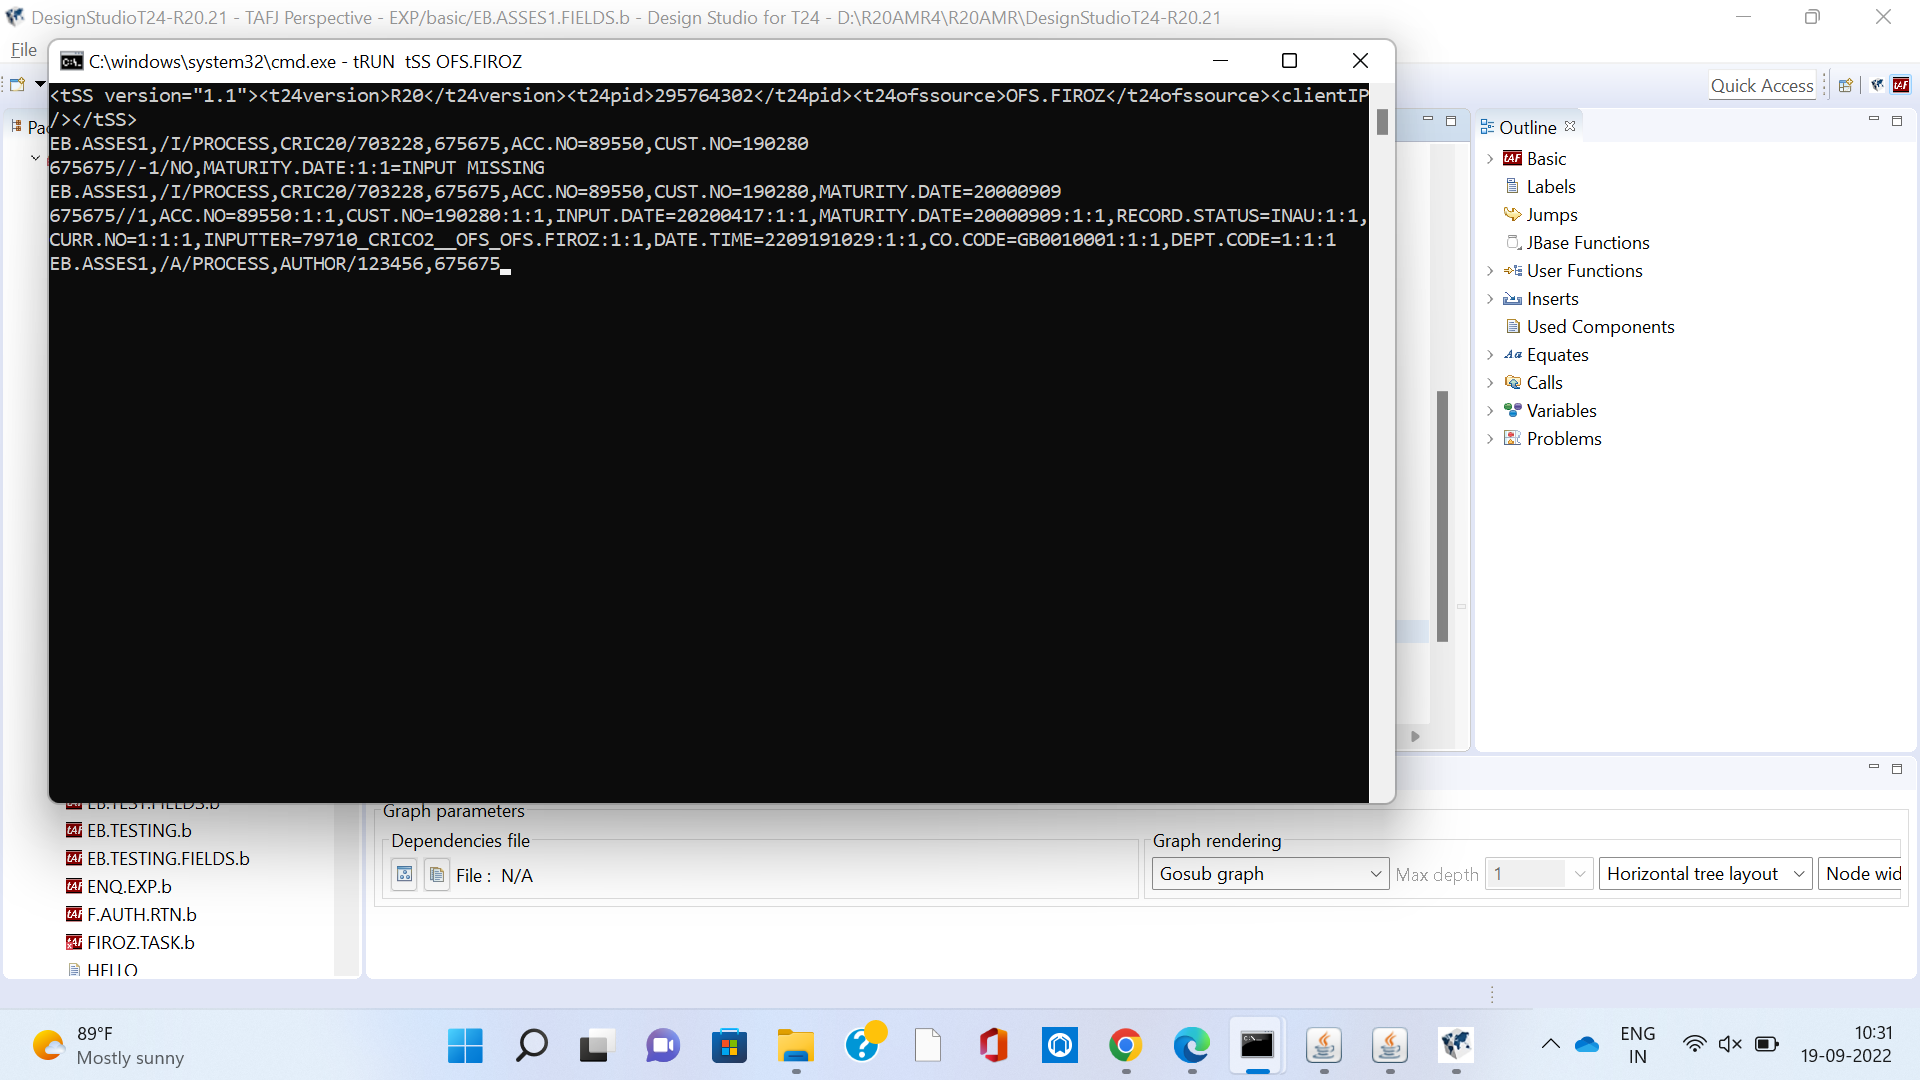 DesignStudioT24-R20.21 - TAFJ Perspective - EXP/basic/EB.ASSES1.FIELDS.b - Design Studio for T24 - D:\R20AMR4\R20AMR\DesignStudioT24-R20.21
File
C:\windows\system32\cmd.exe - tRUN  tSS OFS.FIROZ
<tSS version="1.1"><t24version>R20</t24version><t24pid>295764302</t24pid><t24ofssource>OFS.FIROZ</t24ofssource><clientIP
/></tSS>
EB.ASSES1,/I/PROCESS,CRIC20/703228,675675,ACC.NO=89550,CUST.NO=190280
675675//-1/NO,MATURITY.DATE:1:1=INPUT MISSING
EB.ASSES1,/I/PROCESS,CRIC20/703228,675675,ACC.NO=89550,CUST.NO=190280,MATURITY.DATE=20000909
675675//1,ACC.NO=89550:1:1,CUST.NO=190280:1:1,INPUT.DATE=20200417:1:1,MATURITY.DATE=20000909:1:1,RECORD.STATUS=INAU:1:1,
CURR.NO=1:1:1,INPUTTER=79710_CRICO2__OFS_OFS.FIROZ:1:1,DATE.TIME=2209191029:1:1,CO.CODE=GB0010001:1:1,DEPT.CODE=1:1:1
EB.ASSES1,/A/PROCESS,AUTHOR/123456,675675
Quick Access
Outline
Basic
Labels
Jumps
JBase Functions
User Functions
Inserts
Used Components
Equates
Calls
Variables
Problems
EB.TEST.FIELDS.b
EB.TESTING.b
EB.TESTING.FIELDS.b
ENQ.EXP.b
F.AUTH.RTN.b
FIROZ.TASK.b
HELLO
Graph parameters
Dependencies file
File : N/A
Graph rendering
Gosub graph
Max depth
1
Horizontal tree layout
Node wid
89°F
Mostly sunny
ENG
IN
10:31
19-09-2022